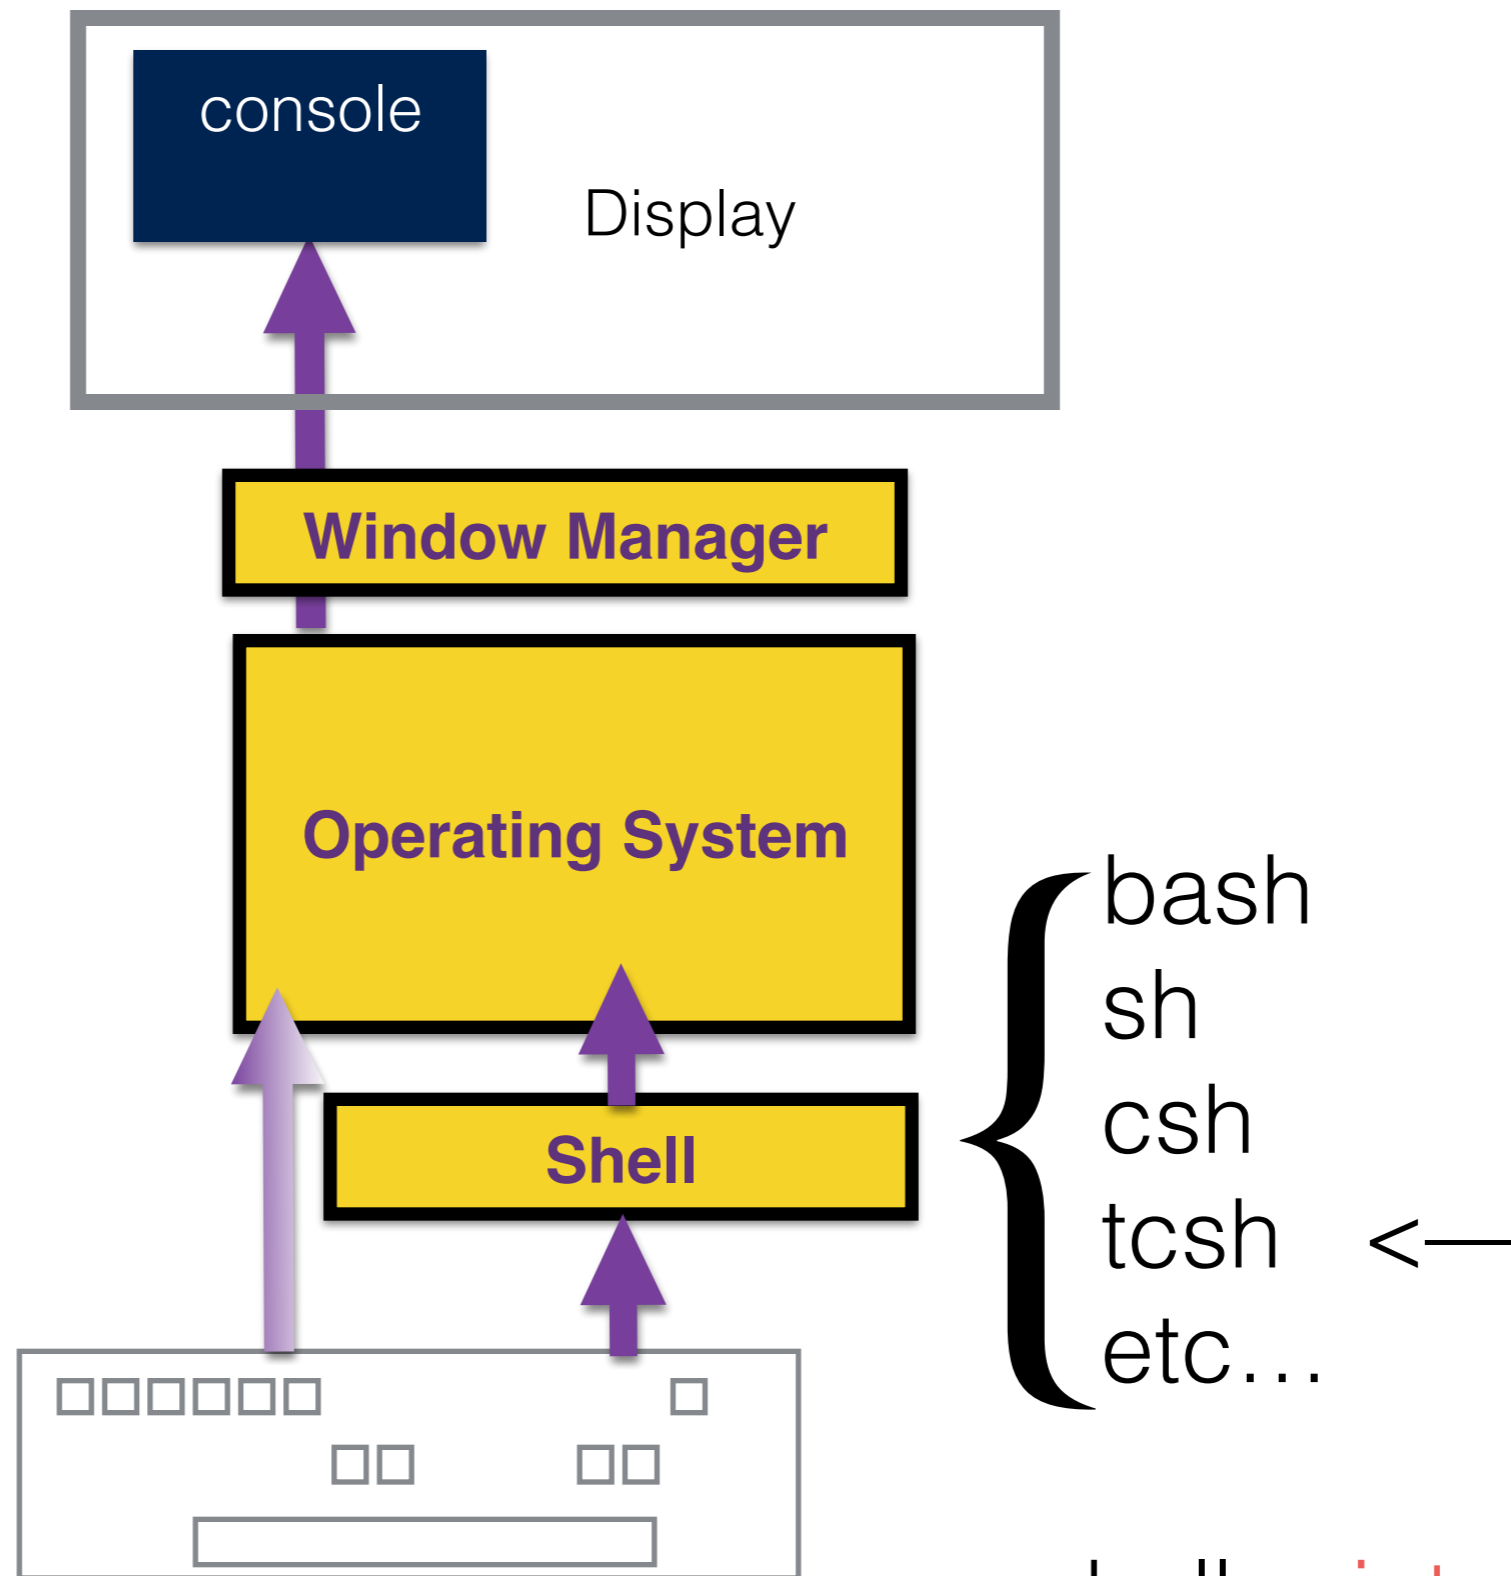 console
Display
Window Manager
Operating System
bash
sh
csh
tcsh <—
etc…
Shell